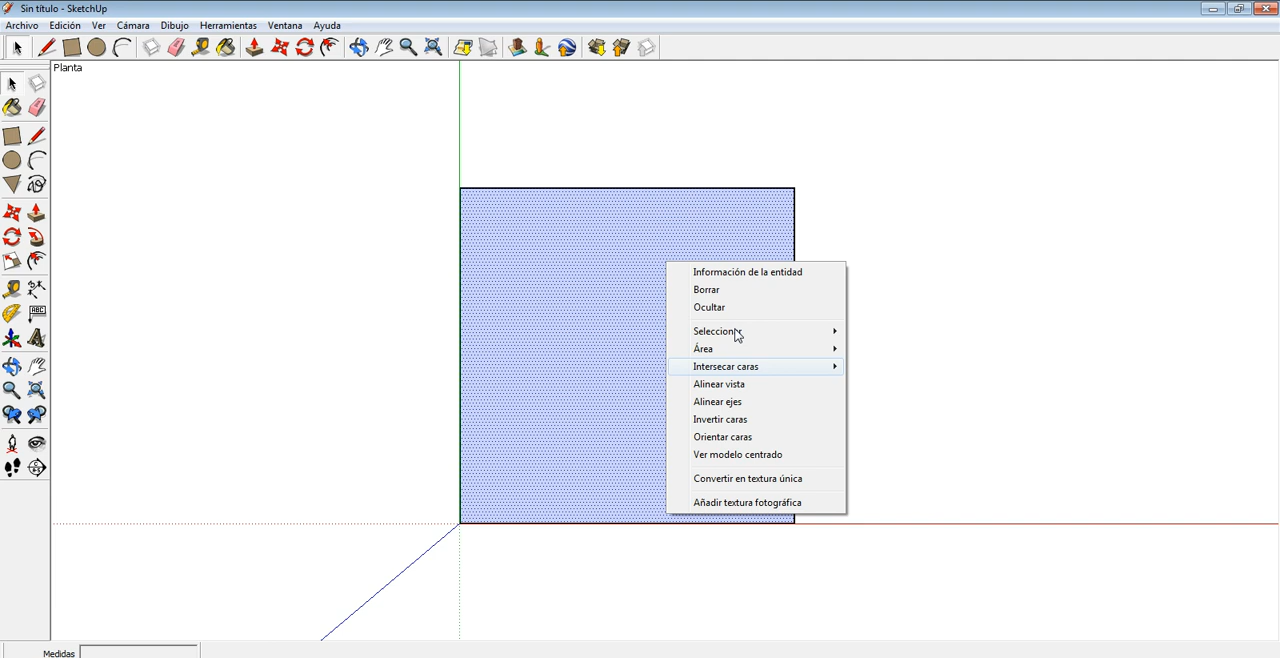 Sin título - SketchUp
Archivo Edición Ver Cámara Dibujo Herramientas Ventana Ayuda
Planta
Información de la entidad
Borrar
Ocultar
Seleccionar
Área
Intersecar caras
Alinear vista
Alinear ejes
Invertir caras
Orientar caras
Ver modelo centrado
Convertir en textura única
Añadir textura fotográfica
ABC
Medidas